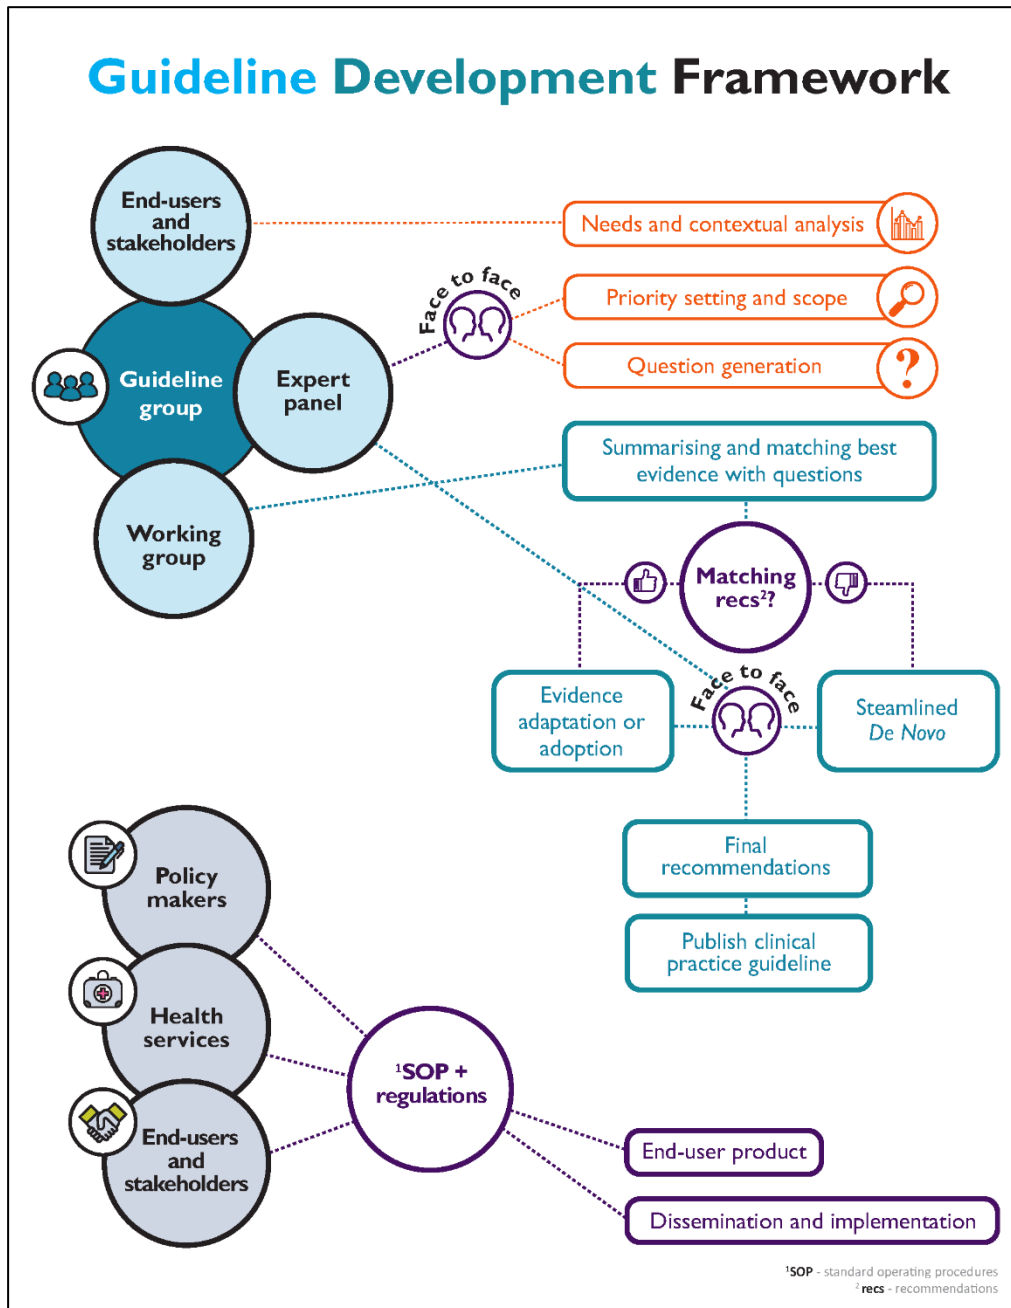 Guideline Development Framework
End-users
and
stakeholders
Needs and contextual analysis
Face to face
Priority setting and scope
Guideline
group
Expert
panel
Question generation
?
Summarising and matching best
evidence with questions
Working
group
Matching
recs²?
Face to face
Evidence
adaptation or
adoption
Steamlined
De Novo
Final
recommendations
Policy
makers
Publish clinical
practice guideline
Health
services
¹SOP +
regulations
End-users
and
stakeholders
End-user product
Dissemination and implementation
¹SOP - standard operating procedures
² recs - recommendations